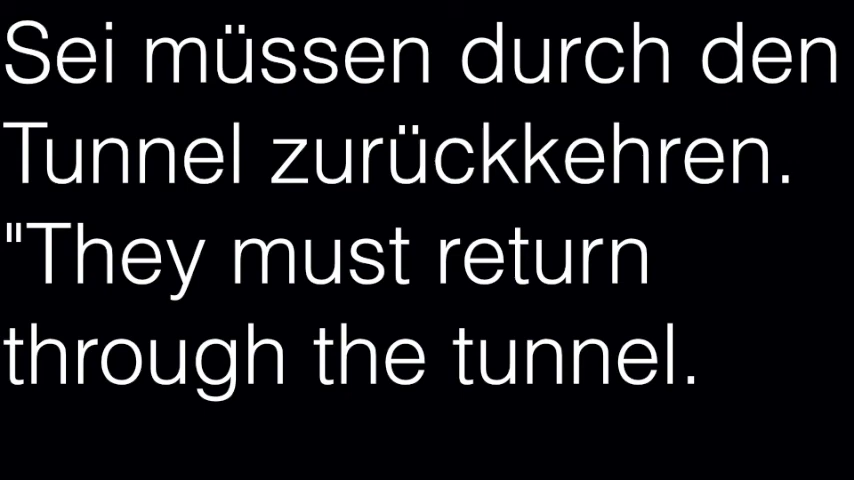 Sei müssen durch den
Tunnel zurückkehren.
"They must return
through the tunnel.